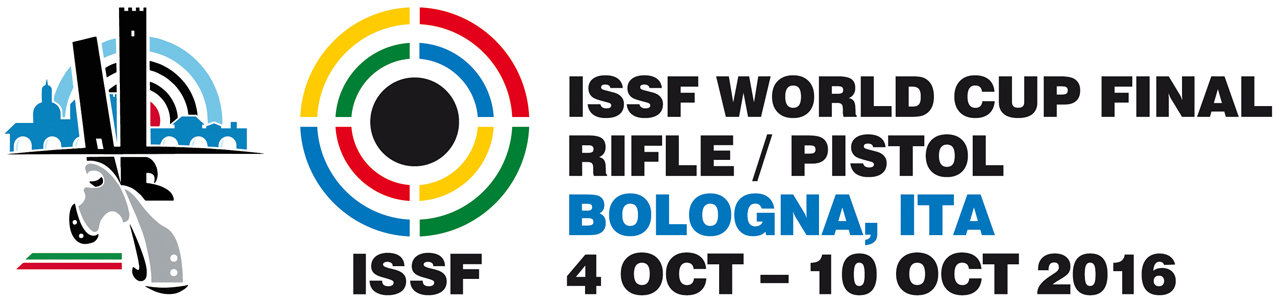 ISSF
ISSF WORLD CUP FINAL
RIFLE / PISTOL
BOLOGNA, ITA
4 OCT – 10 OCT 2016